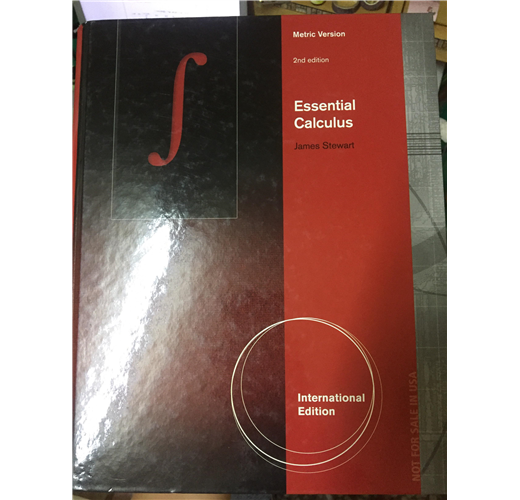 Metric Version
2nd edition
Essential
Calculus
James Stewart
International
Edition
NOT FOR SALE IN USA